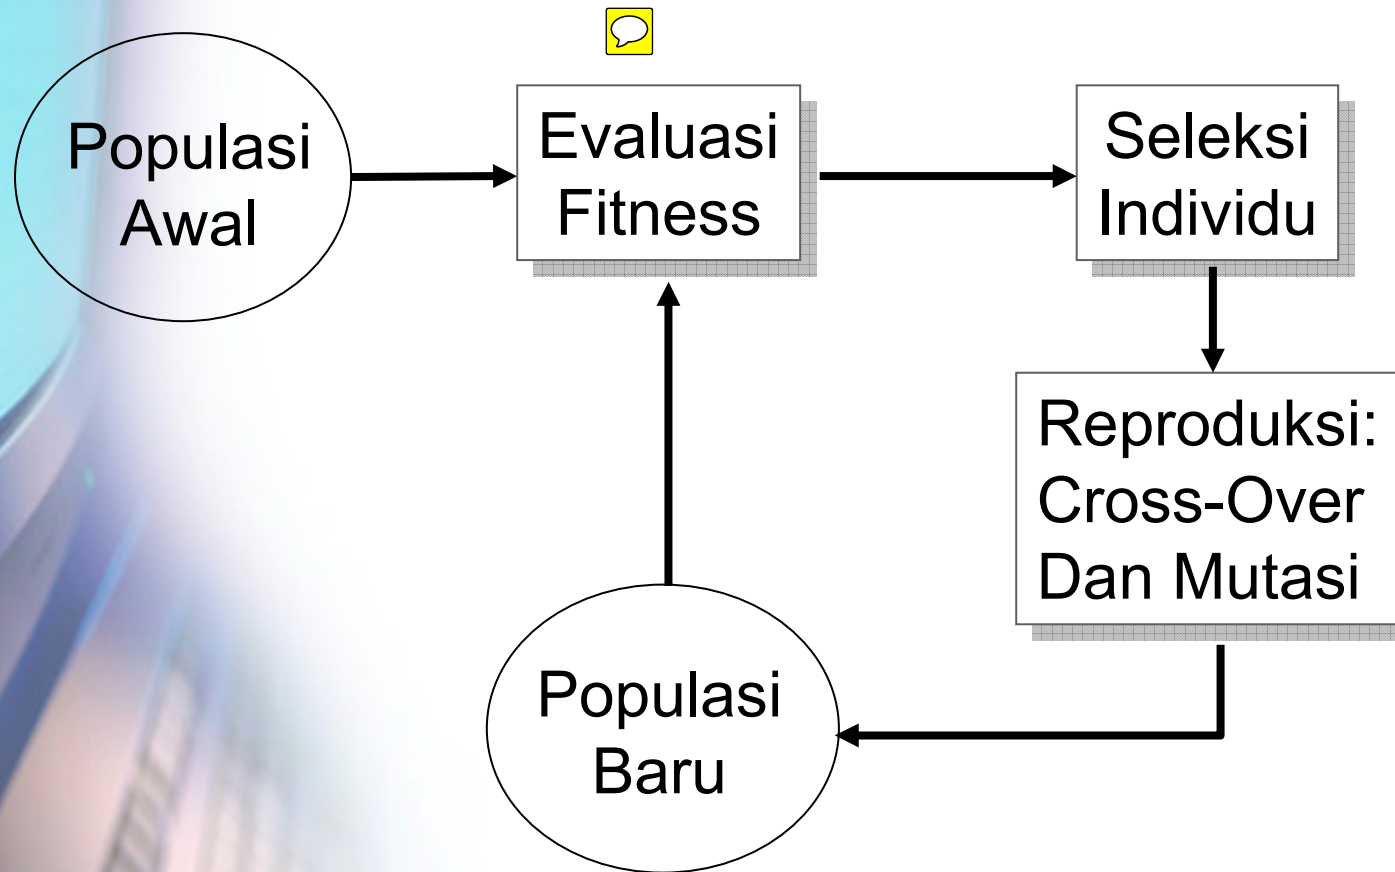 Populasi
Awal
Evaluasi
Fitness
Seleksi
Individu
Reproduksi:
Cross-Over
Dan Mutasi
Populasi
Baru